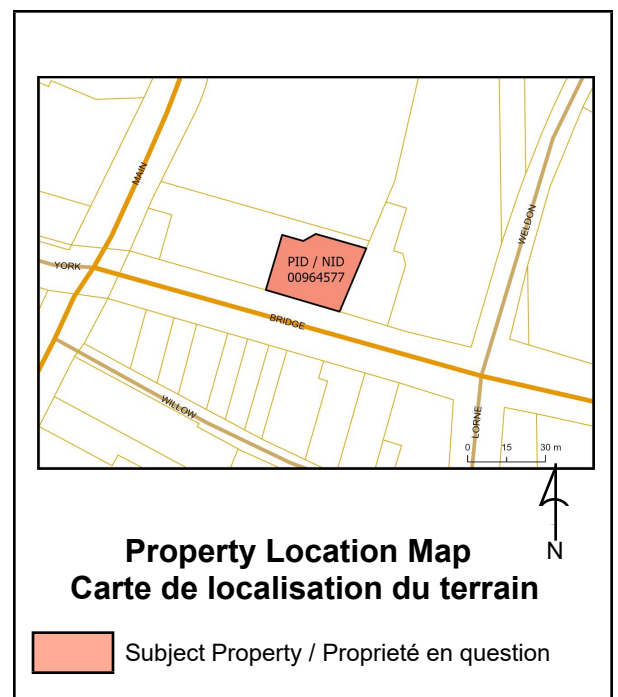 MAIN
WELDON
PID / NID
00964577
YORK
BRIDGE
WILLOW
LORNE
0 15 30 m
N
Property Location Map
Carte de localisation du terrain
Subject Property / Proprieté en question